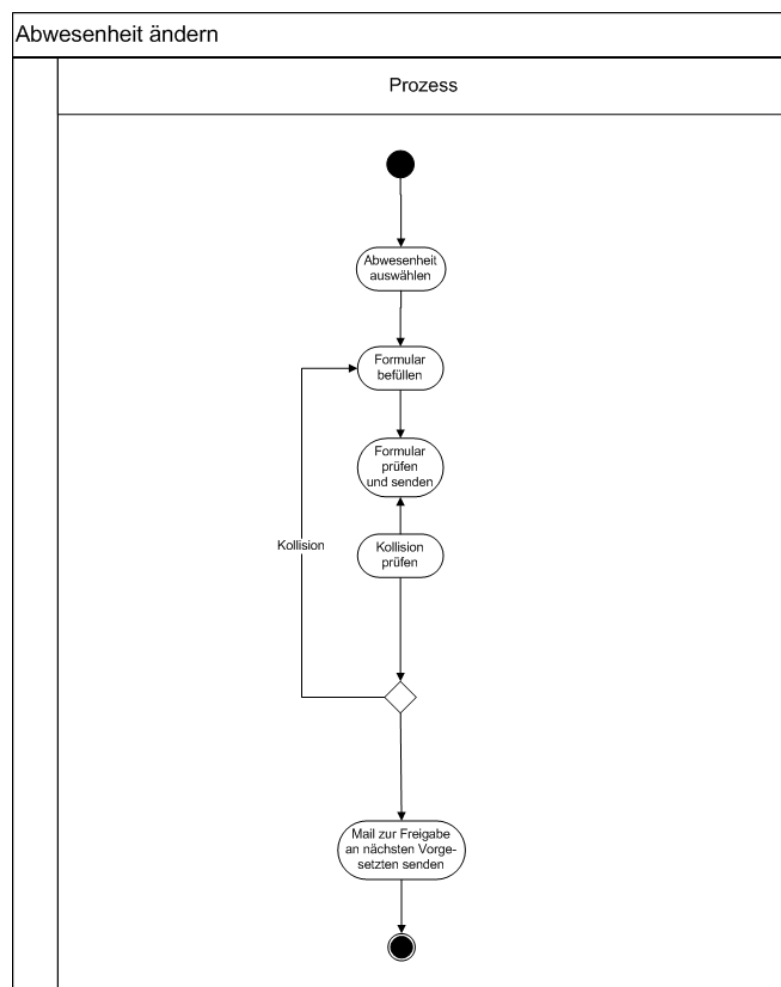 Abwesenheit ändern
Prozess
Abwesenheit
auswählen
Formular
befüllen
Formular
prüfen
und senden
Kollision
Kollision
prüfen
Mail zur Freigabe
an nächsten Vorge-
setzten senden